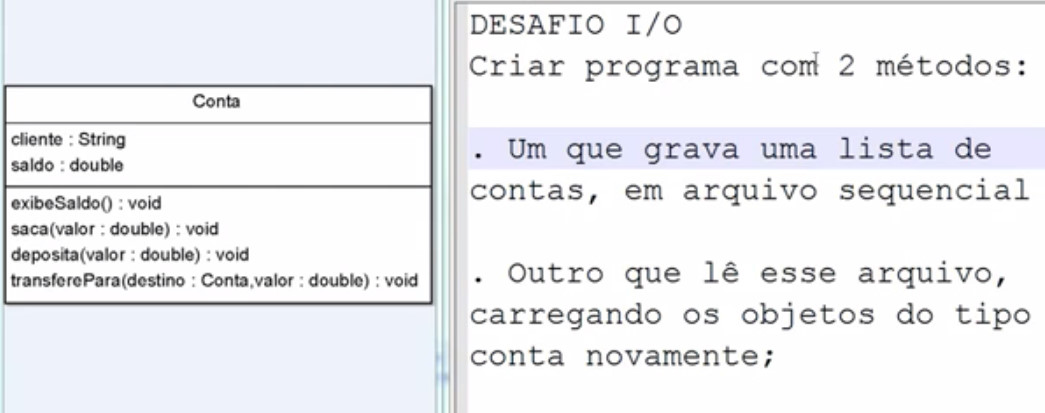 Conta
cliente : String
saldo : double
exibeSaldo() : void
saca(valor : double) : void
deposita(valor : double) : void
transferePara(destino : Conta,valor : double) : void
DESAFIO I/O
Criar programa com 2 métodos:
. Um que grava uma lista de
contas, em arquivo sequencial
. Outro que lê esse arquivo,
carregando os objetos do tipo
conta novamente;